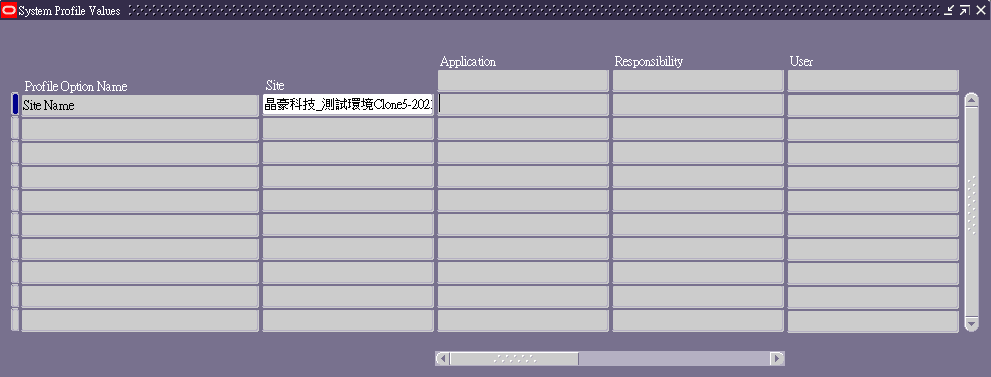 System Profile Values
Application Responsibility User
Profile Option Name Site
Site Name 晶豪科技_測試環境Clone5-202